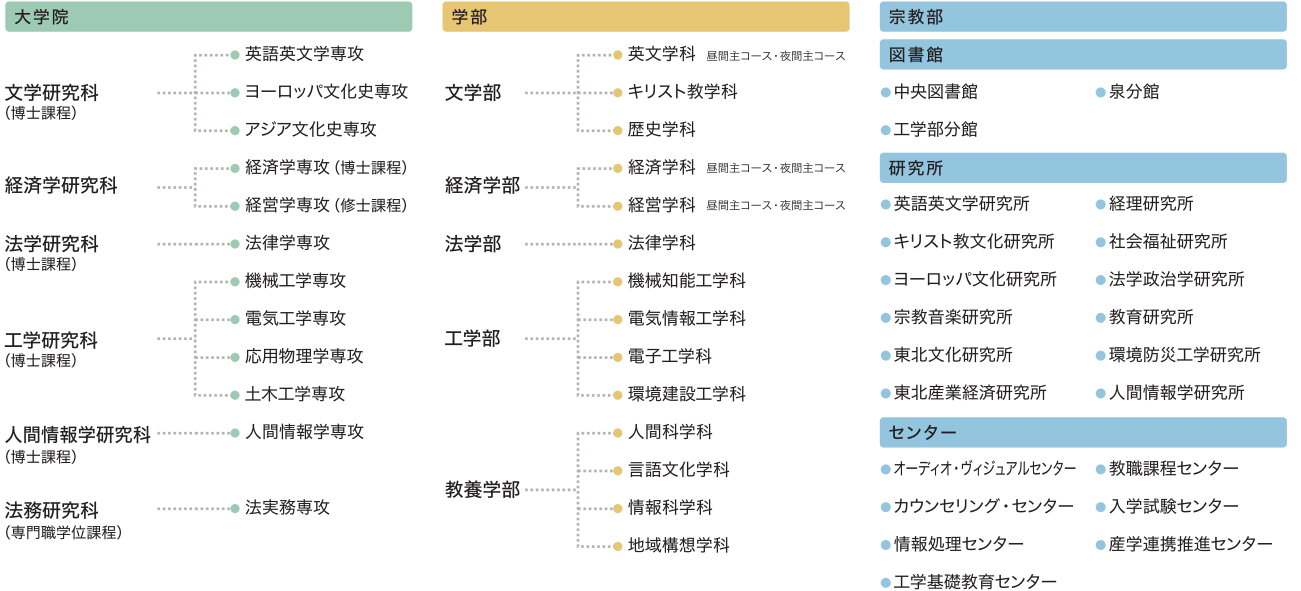 大学院
文学研究科
(博士課程)
英語英文学専攻
ヨーロッパ文化史専攻
アジア文化史専攻
経済学研究科
経済学専攻 (博士課程)
経営学専攻 (修士課程)
法学研究科
(博士課程)
法律学専攻
工学研究科
(博士課程)
機械工学専攻
電気工学専攻
応用物理学専攻
土木工学専攻
人間情報学研究科
(博士課程)
人間情報学専攻
法務研究科
(専門職学位課程)
法実務専攻
学部
文学部
英文学科 昼間主コース・夜間主コース
キリスト教学科
歴史学科
経済学部
経済学科 昼間主コース・夜間主コース
経営学科 昼間主コース・夜間主コース
法学部
法律学科
工学部
機械知能工学科
電気情報工学科
電子工学科
環境建設工学科
教養学部
人間科学科
言語文化学科
情報科学科
地域構想学科
宗教部
図書館
中央図書館
泉分館
工学部分館
研究所
英語英文学研究所
経理研究所
キリスト教文化研究所
社会福祉研究所
ヨーロッパ文化研究所
法学政治学研究所
宗教音楽研究所
教育研究所
東北文化研究所
環境防災工学研究所
東北産業経済研究所
人間情報学研究所
センター
オーディオ・ヴィジュアルセンター
教職課程センター
カウンセリング・センター
入学試験センター
情報処理センター
産学連携推進センター
工学基礎教育センター